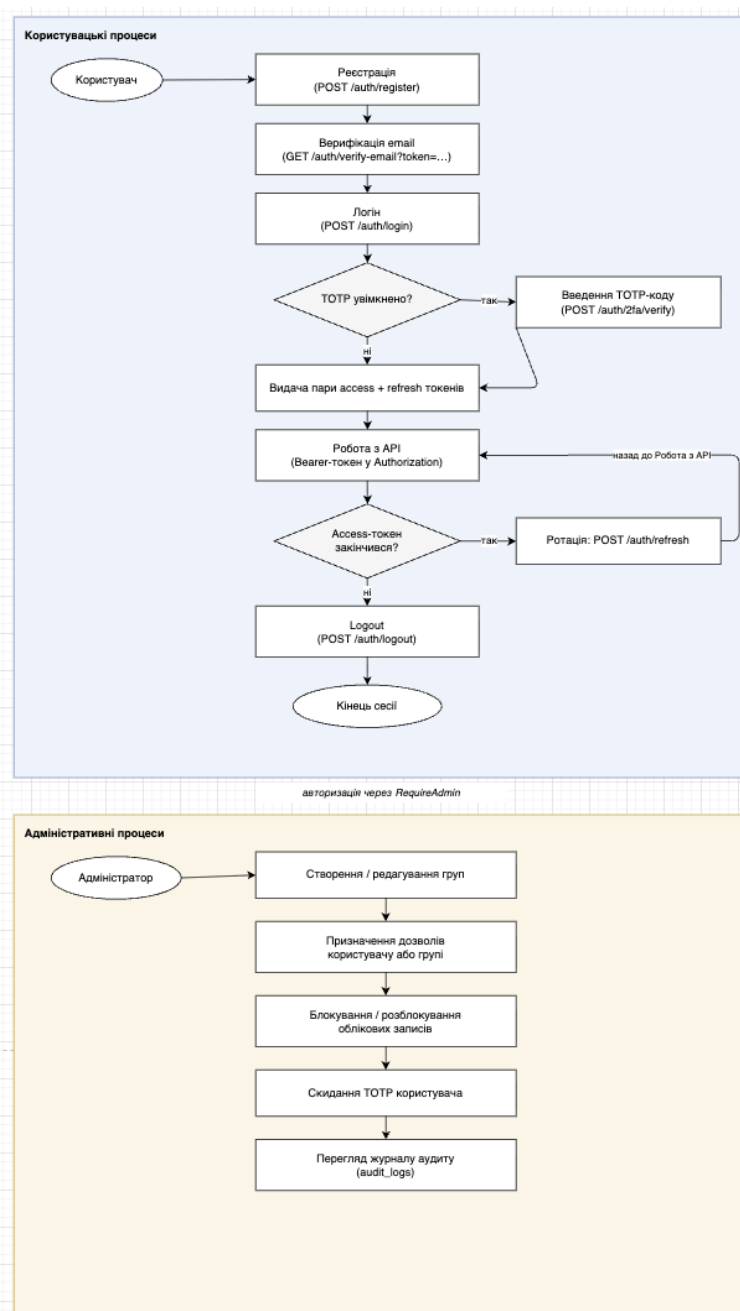 Користувацькі процеси
Користувач
Реєстрація
(POST /auth/register)
Верифікація email
(GET /auth/verify-email?token=...)
Логін
(POST /auth/login)
TOTP увімкнено?
так
Введення TOTP-коду
(POST /auth/2fa/verify)
ні
Видача пари access + refresh токенів
Робота з API
(Bearer-токен у Authorization)
назад до Робота з API
Access-токен
закінчився?
так
Ротація: POST /auth/refresh
ні
Logout
(POST /auth/logout)
Кінець сесії
авторизація через RequireAdmin
Адміністративні процеси
Адміністратор
Створення / редагування груп
Призначення дозволів
користувачу або групі
Блокування / розблокування
облікових записів
Скидання TOTP користувача
Перегляд журналу аудиту
(audit_logs)